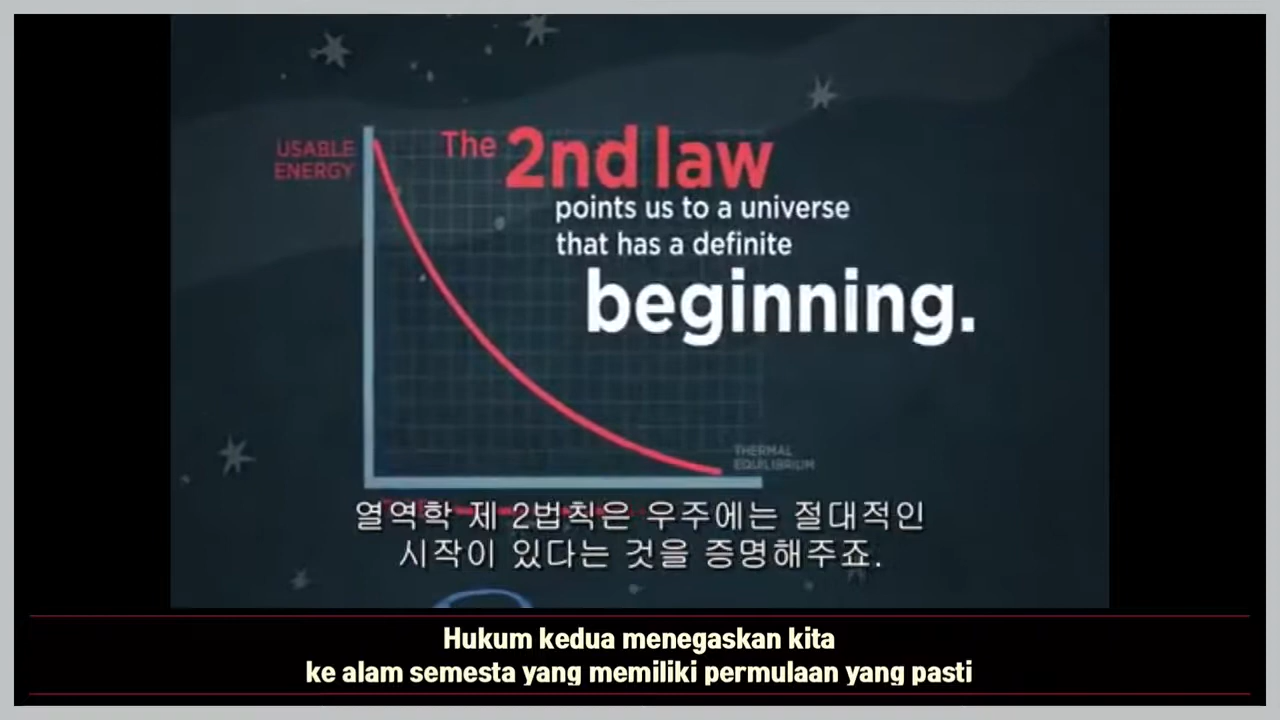 USABLE
ENERGY
The 2nd law
points us to a universe
that has a definite
beginning.
THERMAL
EQUILIBRIUM
열역학 제 2법칙은 우주에는 절대적인
시작이 있다는 것을 증명해주죠.
Hukum kedua menegaskan kita
ke alam semesta yang memiliki permulaan yang pasti